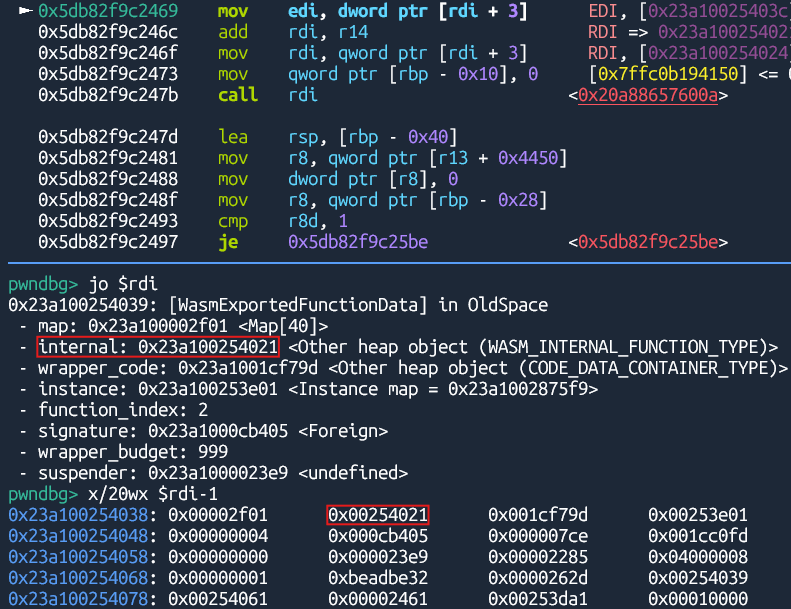 ► 0x5db82f9c2469 mov edi, dword ptr [rdi + 3] EDI, [0x23a10025403c]
0x5db82f9c246c add rdi, r14 RDI => 0x23a10025402
0x5db82f9c246f mov rdi, qword ptr [rdi + 3] RDI, [0x23a100254024]
0x5db82f9c2473 mov qword ptr [rbp - 0x10], 0 [0x7ffc0b194150] <= 0
0x5db82f9c247b call rdi <0x20a88657600a>
0x5db82f9c247d lea rsp, [rbp - 0x40]
0x5db82f9c2481 mov r8, qword ptr [r13 + 0x4450]
0x5db82f9c2488 mov dword ptr [r8], 0
0x5db82f9c248f mov r8, qword ptr [rbp - 0x28]
0x5db82f9c2493 cmp r8d, 1
0x5db82f9c2497 je 0x5db82f9c25be <0x5db82f9c25be>
pwndbg> jo $rdi
0x23a100254039: [WasmExportedFunctionData] in OldSpace
- map: 0x23a100002f01 <Map[40]>
- internal: 0x23a100254021 <Other heap object (WASM_INTERNAL_FUNCTION_TYPE)>
- wrapper_code: 0x23a1001cf79d <Other heap object (CODE_DATA_CONTAINER_TYPE)>
- instance: 0x23a100253e01 <Instance map = 0x23a1002875f9>
- function_index: 2
- signature: 0x23a1000cb405 <Foreign>
- wrapper_budget: 999
- suspender: 0x23a1000023e9 <undefined>
pwndbg> x/20wx $rdi-1
0x23a100254038: 0x00002f01 0x00254021 0x001cf79d 0x00253e01
0x23a100254048: 0x00000004 0x000cb405 0x000007ce 0x001cc0fd
0x23a100254058: 0x00000000 0x000023e9 0x00002285 0x04000008
0x23a100254068: 0x00000001 0xbeadbe32 0x0000262d 0x00254039
0x23a100254078: 0x00254061 0x00002461 0x00253da1 0x00010000